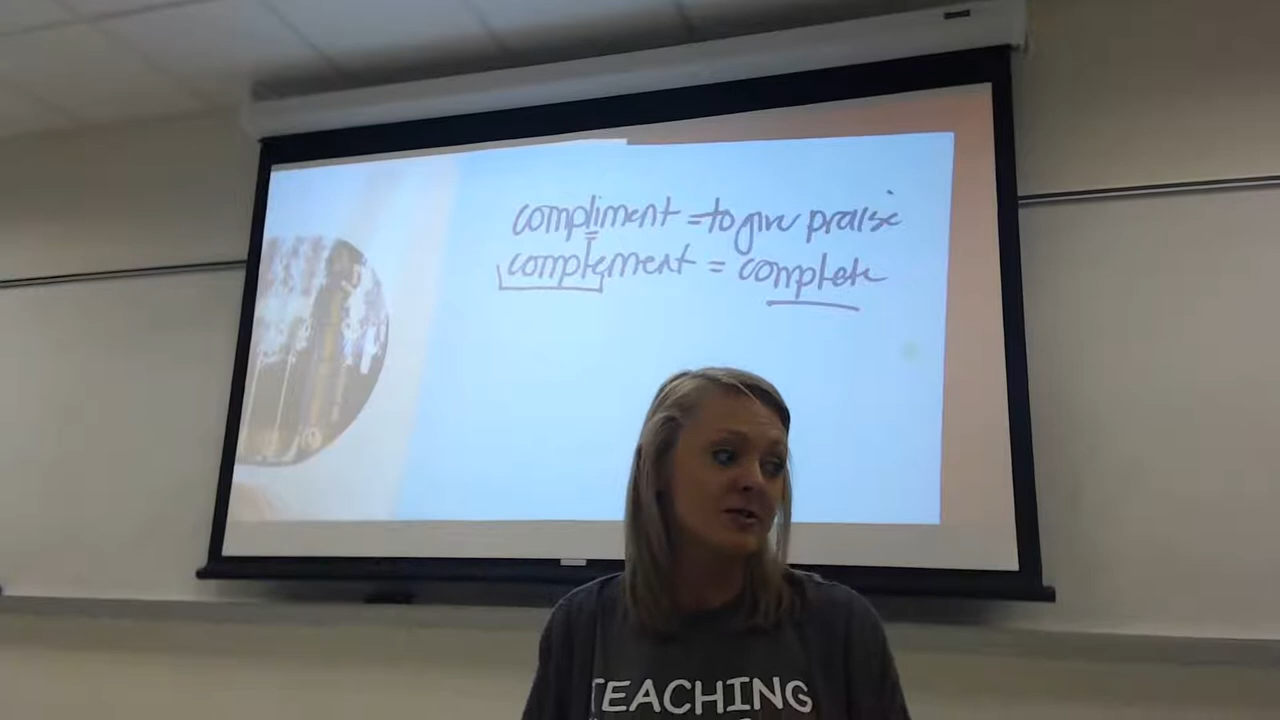 compliment = to give praise
complement = complete
TEACHING